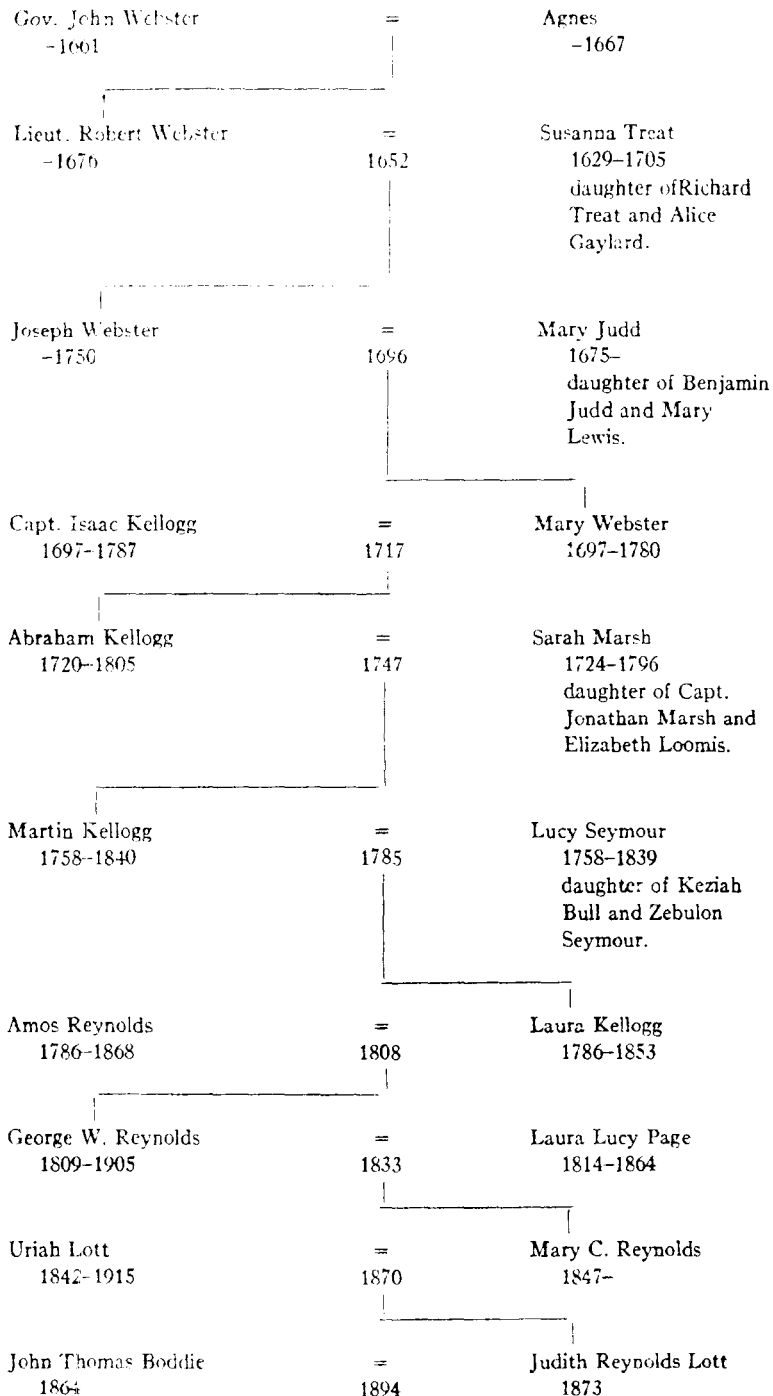 Gov. John Webster = Agnes
-1661 -1667
Lieut. Robert Webster = Susanna Treat
-1676 1652 1629-1705
daughter ofRichard
Treat and Alice
Gaylard.
Joseph Webster = Mary Judd
-1750 1696 1675-
daughter of Benjamin
Judd and Mary
Lewis.
Capt. Isaac Kellogg = Mary Webster
1697-1787 1717 1697-1780
Abraham Kellogg = Sarah Marsh
1720-1805 1747 1724-1796
daughter of Capt.
Jonathan Marsh and
Elizabeth Loomis.
Martin Kellogg = Lucy Seymour
1758-1840 1785 1758-1839
daughter of Keziah
Bull and Zebulon
Seymour.
Amos Reynolds = Laura Kellogg
1786-1868 1808 1786-1853
George W. Reynolds = Laura Lucy Page
1809-1905 1833 1814-1864
Uriah Lott = Mary C. Reynolds
1842-1915 1870 1847-
John Thomas Boddie = Judith Reynolds Lott
1864 1894 1873